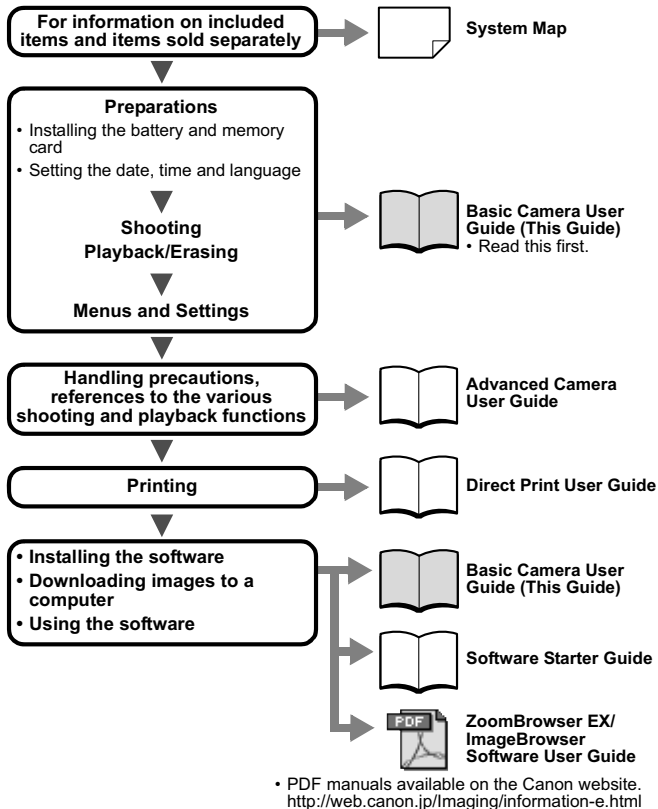 For information on included
items and items sold separately
System Map
Preparations
• Installing the battery and memory
card
• Setting the date, time and language
Shooting
Playback/Erasing
Menus and Settings
Basic Camera User
Guide (This Guide)
• Read this first.
Handling precautions,
references to the various
shooting and playback functions
Advanced Camera
User Guide
Printing
Direct Print User Guide
• Installing the software
• Downloading images to a
computer
• Using the software
Basic Camera User
Guide (This Guide)
Software Starter Guide
PDF
ZoomBrowser EX/
ImageBrowser
Software User Guide
• PDF manuals available on the Canon website.
http://web.canon.jp/Imaging/information-e.html